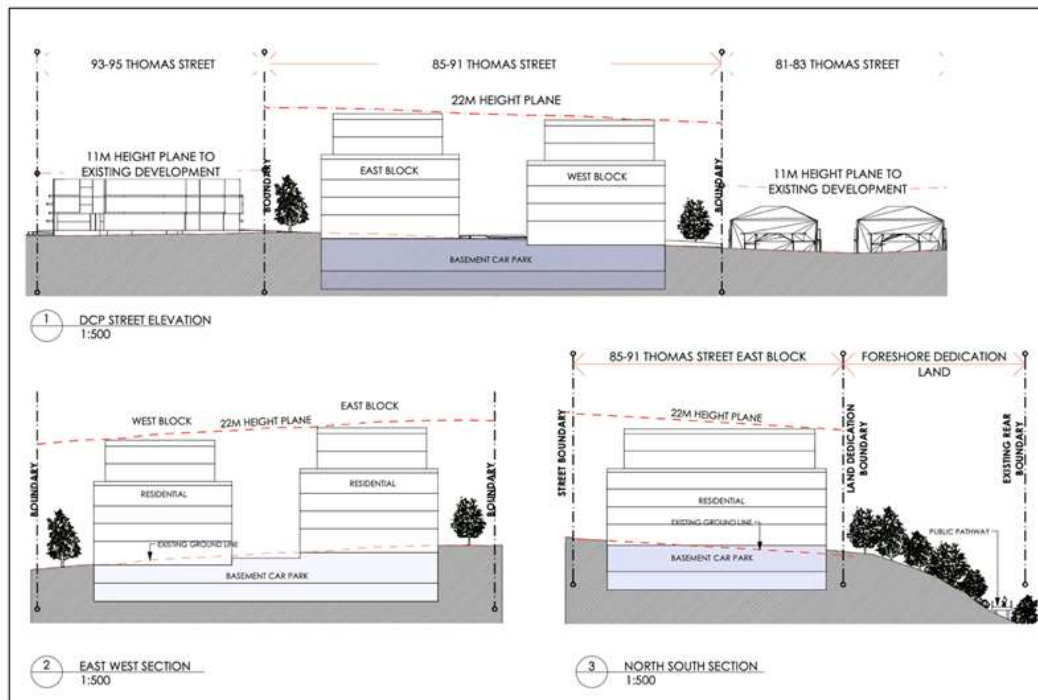 93-95 THOMAS STREET
85-91 THOMAS STREET
81-83 THOMAS STREET
22M HEIGHT PLANE
11M HEIGHT PLANE TO
EXISTING DEVELOPMENT
BOUNDARY
EAST BLOCK
WEST BLOCK
BOUNDARY
11M HEIGHT PLANE TO
EXISTING DEVELOPMENT
BASEMENT CAR PARK
1
DCP STREET ELEVATION
1:500
BOUNDARY
WEST BLOCK
22M HEIGHT PLANE
EAST BLOCK
BOUNDARY
RESIDENTIAL
RESIDENTIAL
EXISTING GROUND LINE
BASEMENT CAR PARK
2
EAST WEST SECTION
1:500
85-91 THOMAS STREET EAST BLOCK
FORESHORE DEDICATION
LAND
STREET BOUNDARY
22M HEIGHT PLANE
LAND DEDICATION
BOUNDARY
EXISTING REAR
BOUNDARY
RESIDENTIAL
EXISTING GROUND LINE
BASEMENT CAR PARK
PUBLIC PATHWAY
3
NORTH SOUTH SECTION
1:500